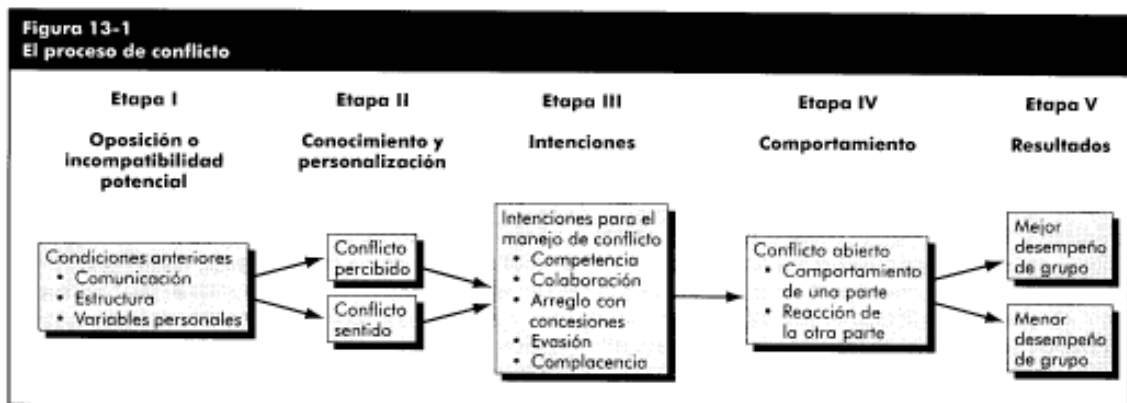 Figura 13-1
El proceso de conflicto
Etapa I
Oposición o
incompatibilidad
potencial
Etapa II
Conocimiento y
personalización
Etapa III
Intenciones
Etapa IV
Comportamiento
Etapa V
Resultados
Condiciones anteriores
• Comunicación
• Estructura
• Variables personales
Conflicto
percibido
Conflicto
sentido
Intenciones para el
manejo de conflicto
• Competencia
• Colaboración
• Arreglo con
concesiones
• Evasión
• Complacencia
Conflicto abierto
• Comportamiento
de una parte
• Reacción de
la otra parte
Mejor
desempeño
de grupo
Menor
desempeño
de grupo